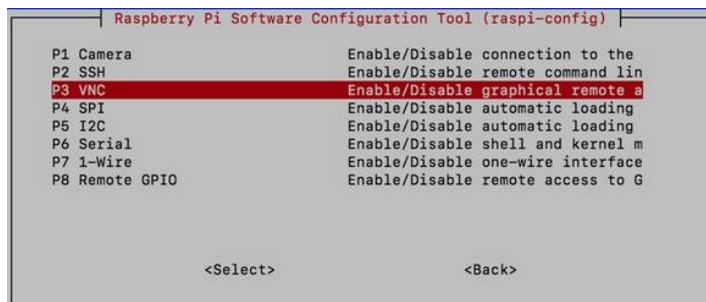 Raspberry Pi Software Configuration Tool (raspi-config)
P1 Camera Enable/Disable connection to the
P2 SSH Enable/Disable remote command lin
P3 VNC Enable/Disable graphical remote a
P4 SPI Enable/Disable automatic loading
P5 I2C Enable/Disable automatic loading
P6 Serial Enable/Disable shell and kernel m
P7 1-Wire Enable/Disable one-wire interface
P8 Remote GPIO Enable/Disable remote access to G
<Select> <Back>